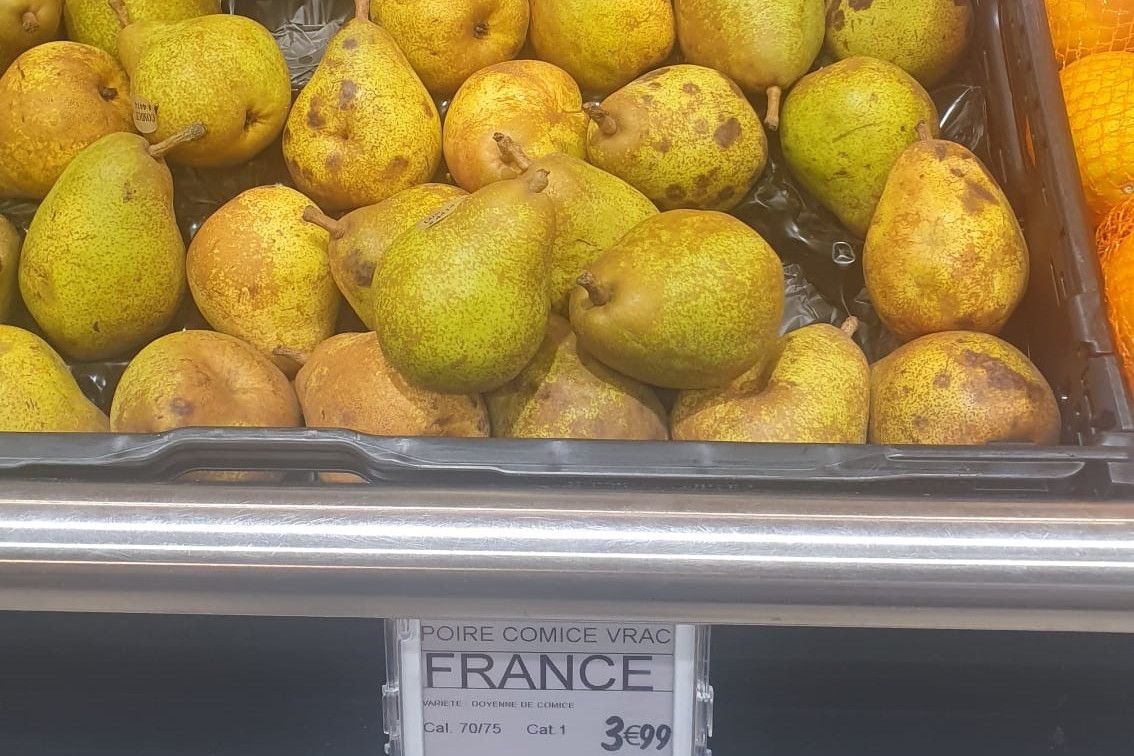 POIRE COMICE VRAC
FRANCE
VARIETE : DOYENNE DE COMICE
Cal. 70/75 Cat.1 3€99